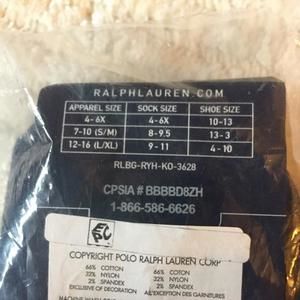 RALPHLAUREN.COM
APPAREL SIZE SOCK SIZE SHOE SIZE
4-6X 4-6X 10-13
7-10 (S/M) 8-9.5 13-3
12-16 (L/XL) 9-11 4-10
RLBG-RYH-KO-3628
CPSIA # BBBBD8ZH
1-866-586-6626
COPYRIGHT POLO RALPH LAUREN CORP
66% COTTON 66% COTTON
32% NYLON 32% NYLON
2% SPANDEX 2% SPANDEX
EXCLUSIVE OF DECORATION À L'EXCEPTION DES GARNITURES